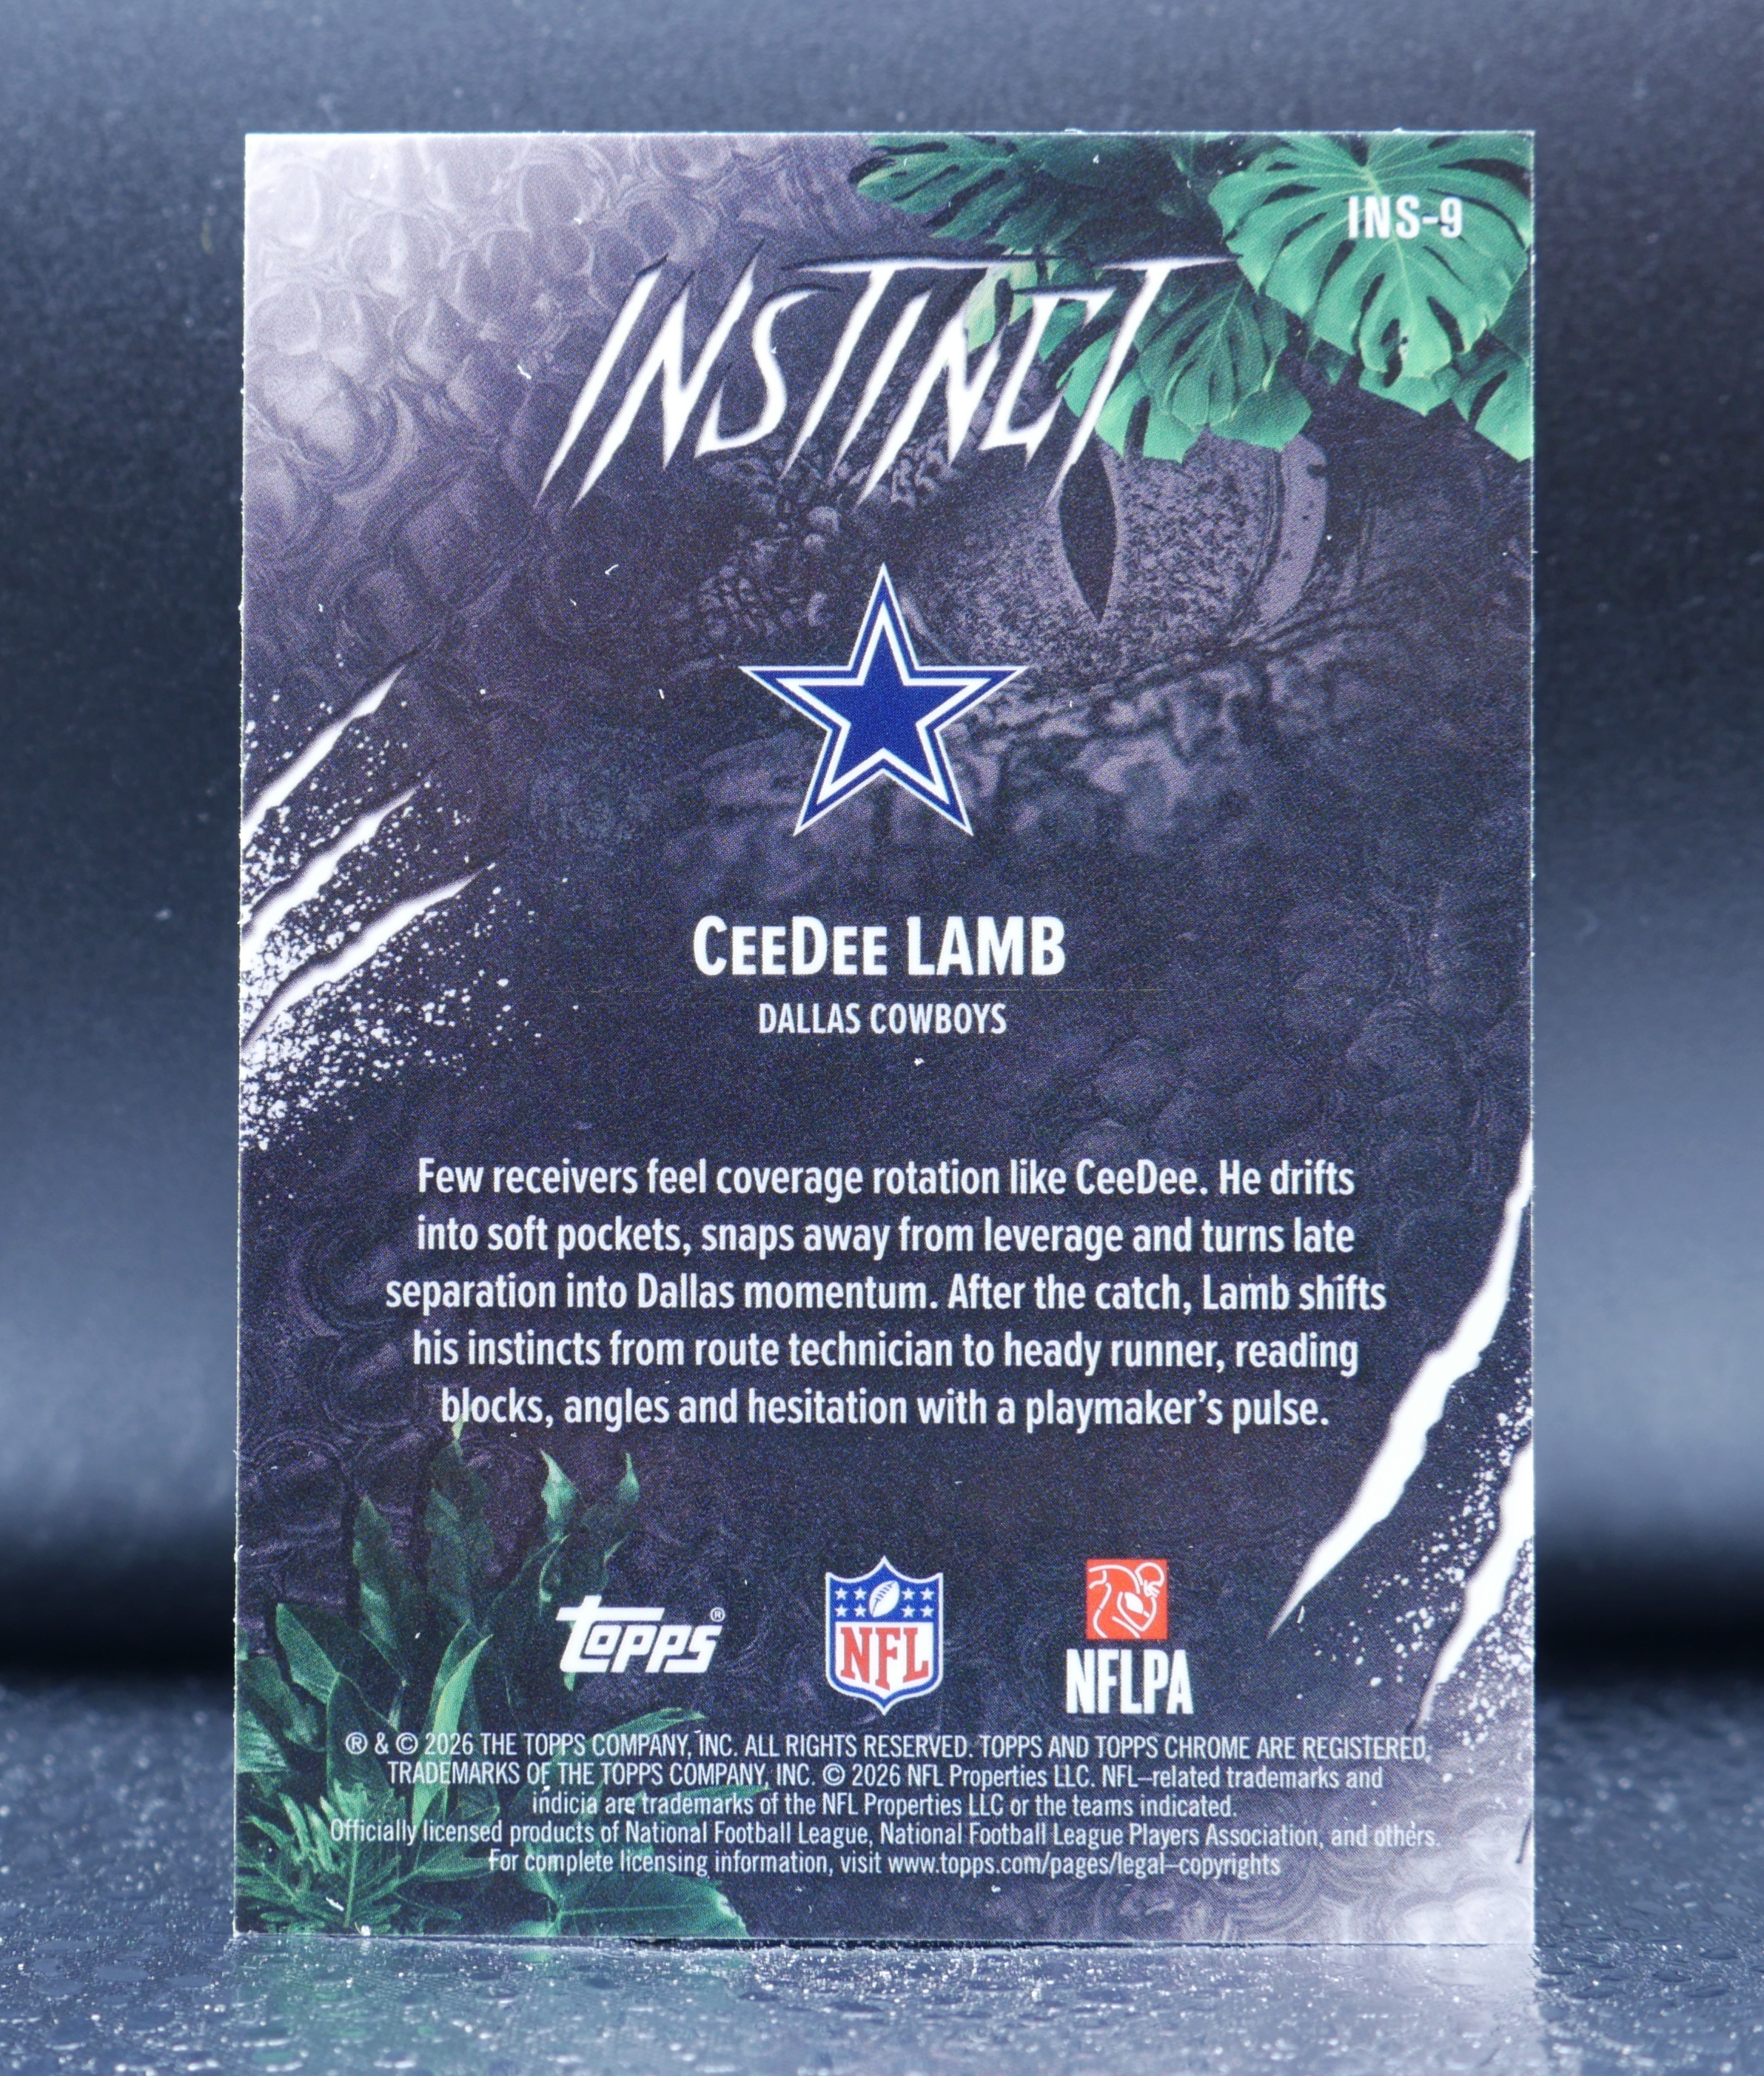 INS-9
INSTINCT
CEEDEE LAMB
DALLAS COWBOYS
Few receivers feel coverage rotation like CeeDee. He drifts
into soft pockets, snaps away from leverage and turns late
separation into Dallas momentum. After the catch, Lamb shifts
his instincts from route technician to heady runner, reading
blocks, angles and hesitation with a playmaker’s pulse.
topps® NFL NFLPA
® & © 2026 THE TOPPS COMPANY, INC. ALL RIGHTS RESERVED. TOPPS AND TOPPS CHROME ARE REGISTERED
TRADEMARKS OF THE TOPPS COMPANY, INC. © 2026 NFL Properties LLC. NFL–related trademarks and
indicia are trademarks of the NFL Properties LLC or the teams indicated.
Officially licensed products of National Football League, National Football League Players Association, and others.
For complete licensing information, visit www.topps.com/pages/legal–copyrights